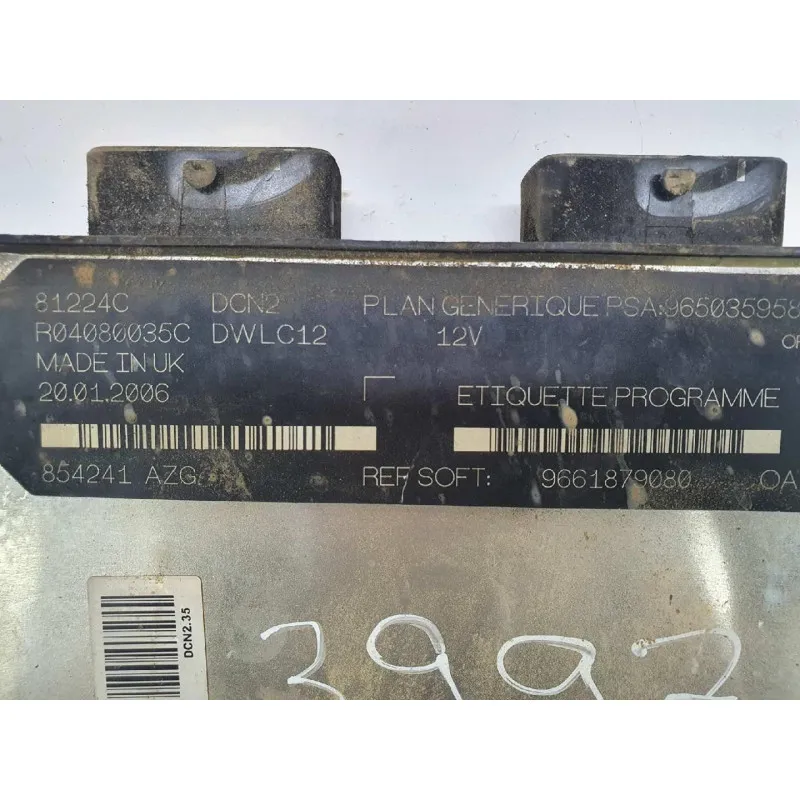 81224C DCN2 PLAN GENERIQUE PSA:965035958
R04080035C DWLC12 12V
MADE IN UK
20.01.2006 ETIQUETTE PROGRAMME
854241 AZG REF SOFT: 9661879080 OA
DCN2.35
3992